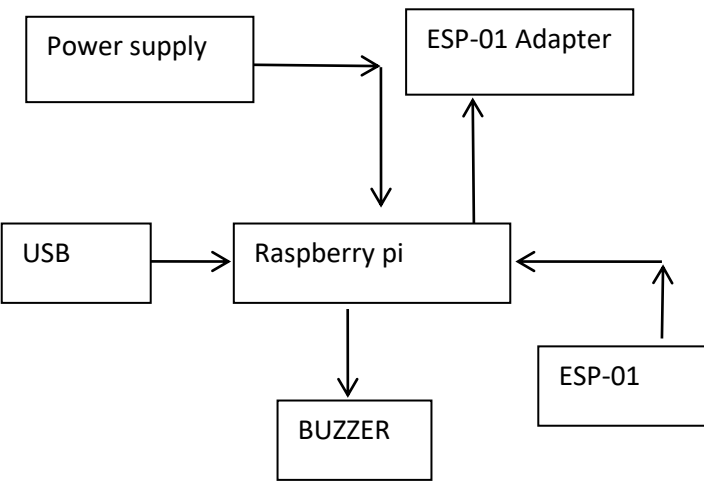 Power supply
ESP-01 Adapter
USB
Raspberry pi
ESP-01
BUZZER